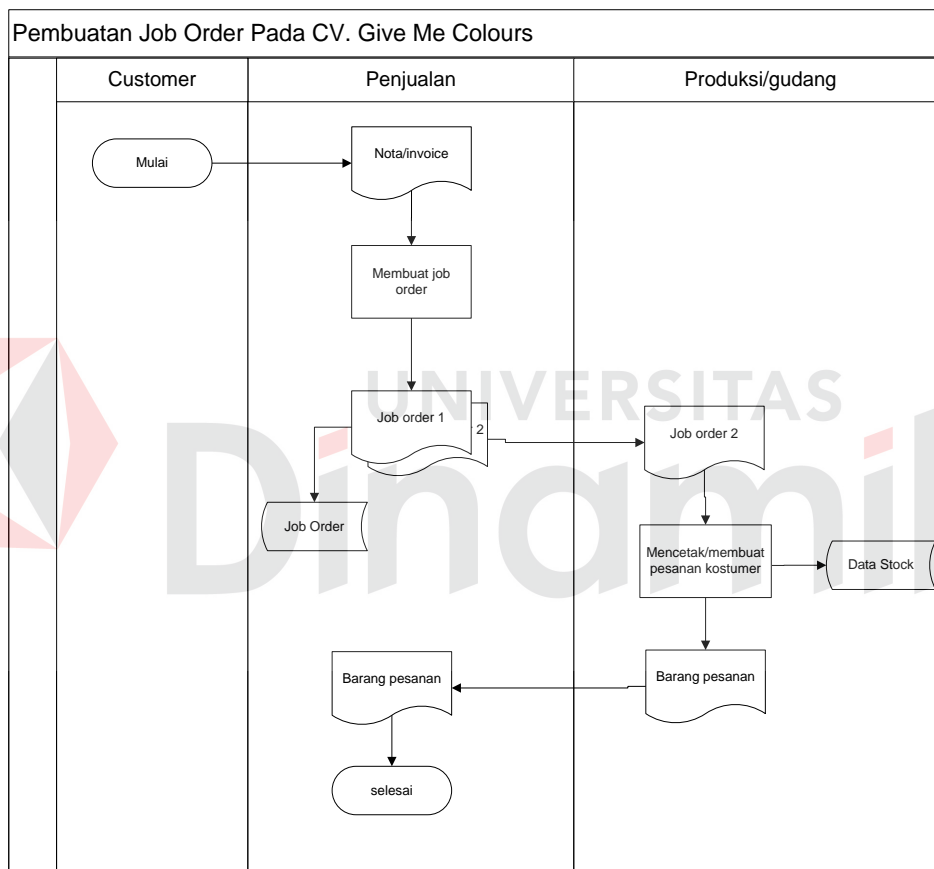 Pembuatan Job Order Pada CV. Give Me Colours
Customer
Penjualan
Produksi/gudang
Mulai
Nota/invoice
Membuat job
order
UNIVERSITAS
Dinamik
Job order 1
2
Job order 2
Job Order
Mencetak/membuat
pesanan kostumer
Data Stock
Barang pesanan
Barang pesanan
selesai